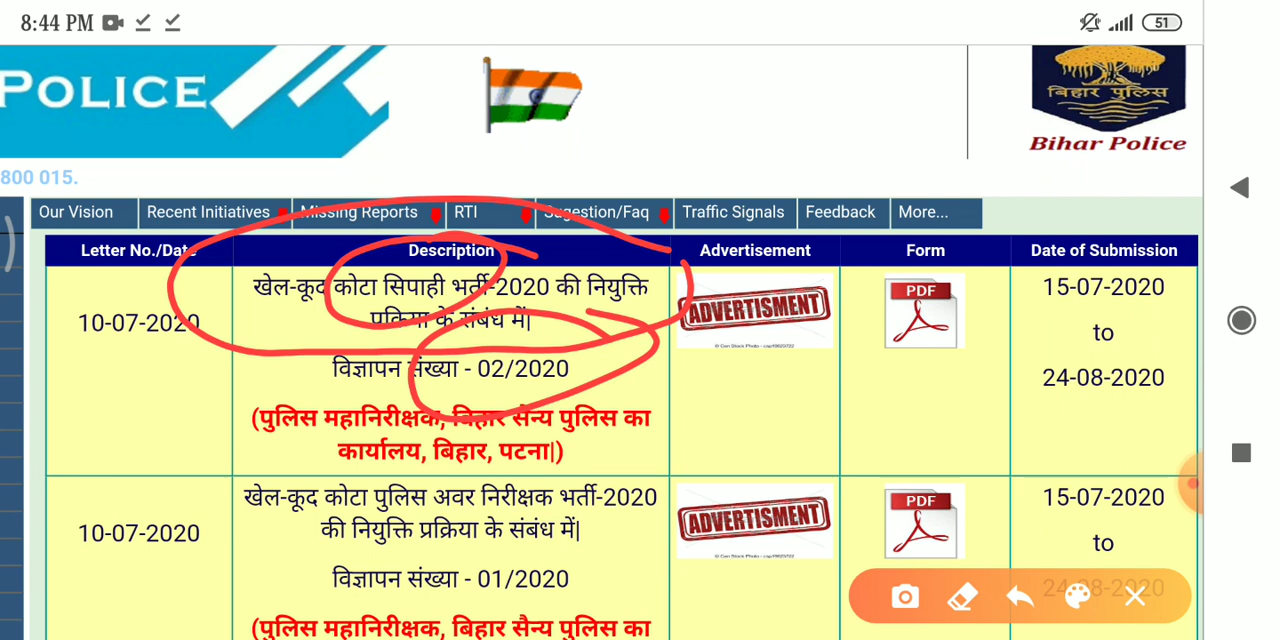 8:44 PM
51
POLICE
बिहार पुलिस
Bihar Police
800 015.
Our Vision
Recent Initiatives
Missing Reports
RTI
Sugestion/Faq
Traffic Signals
Feedback
More...
Letter No./Date
Description
Advertisement
Form
Date of Submission
10-07-2020
खेल-कूद कोटा सिपाही भर्ती-2020 की नियुक्ति
प्रक्रिया के संबंध में|
विज्ञापन संख्या - 02/2020
(पुलिस महानिरीक्षक, बिहार सैन्य पुलिस का
कार्यालय, बिहार, पटना|)
ADVERTISMENT
PDF
15-07-2020
to
24-08-2020
10-07-2020
खेल-कूद कोटा पुलिस अवर निरीक्षक भर्ती-2020
की नियुक्ति प्रक्रिया के संबंध में|
विज्ञापन संख्या - 01/2020
(पुलिस महानिरीक्षक, बिहार सैन्य पुलिस का
ADVERTISMENT
PDF
15-07-2020
to
24-08-2020